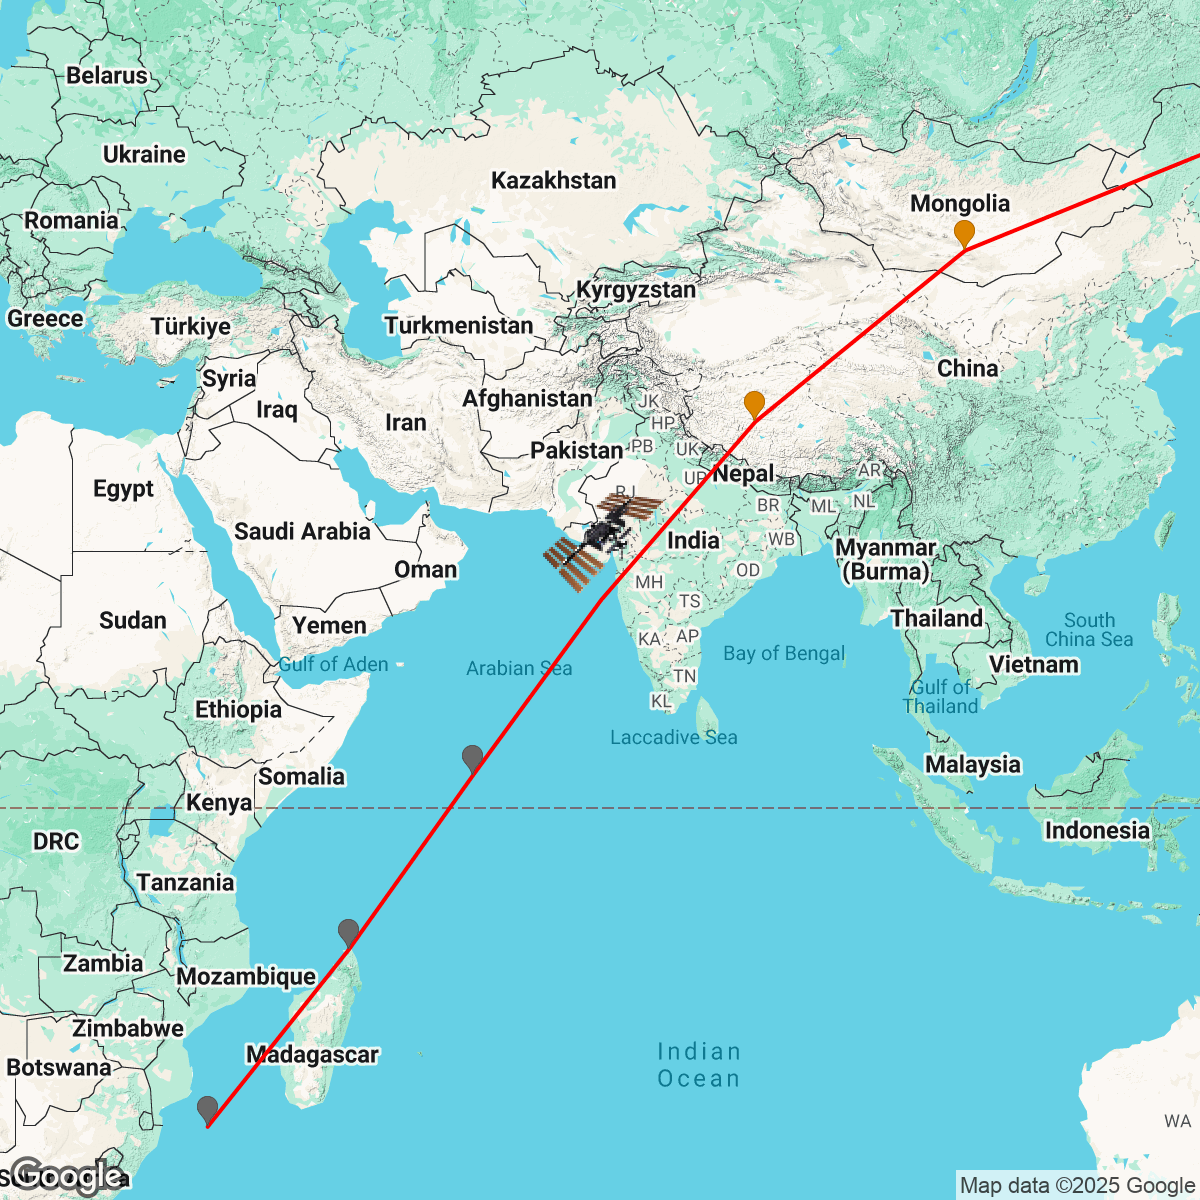 Belarus
Ukraine
Kazakhstan
Mongolia
Romania
Kyrgyzstan
Greece
Türkiye
Turkmenistan
China
Syria
Afghanistan
JK
Iraq
Iran
HP
Pakistan
PB
UK
Nepal
AR
UP
RJ
Egypt
BR
ML
NL
Saudi Arabia
India
WB
Myanmar
(Burma)
Oman
MH
OD
TS
Sudan
Yemen
Thailand
South
China Sea
KA
AP
Bay of Bengal
Gulf of Aden
Arabian Sea
Vietnam
TN
Gulf of
Thailand
KL
Ethiopia
Laccadive Sea
Malaysia
Somalia
Kenya
Indonesia
DRC
Tanzania
Zambia
Mozambique
Zimbabwe
Madagascar
Indian
Ocean
Botswana
WA
Google
Map data ©2025 Google